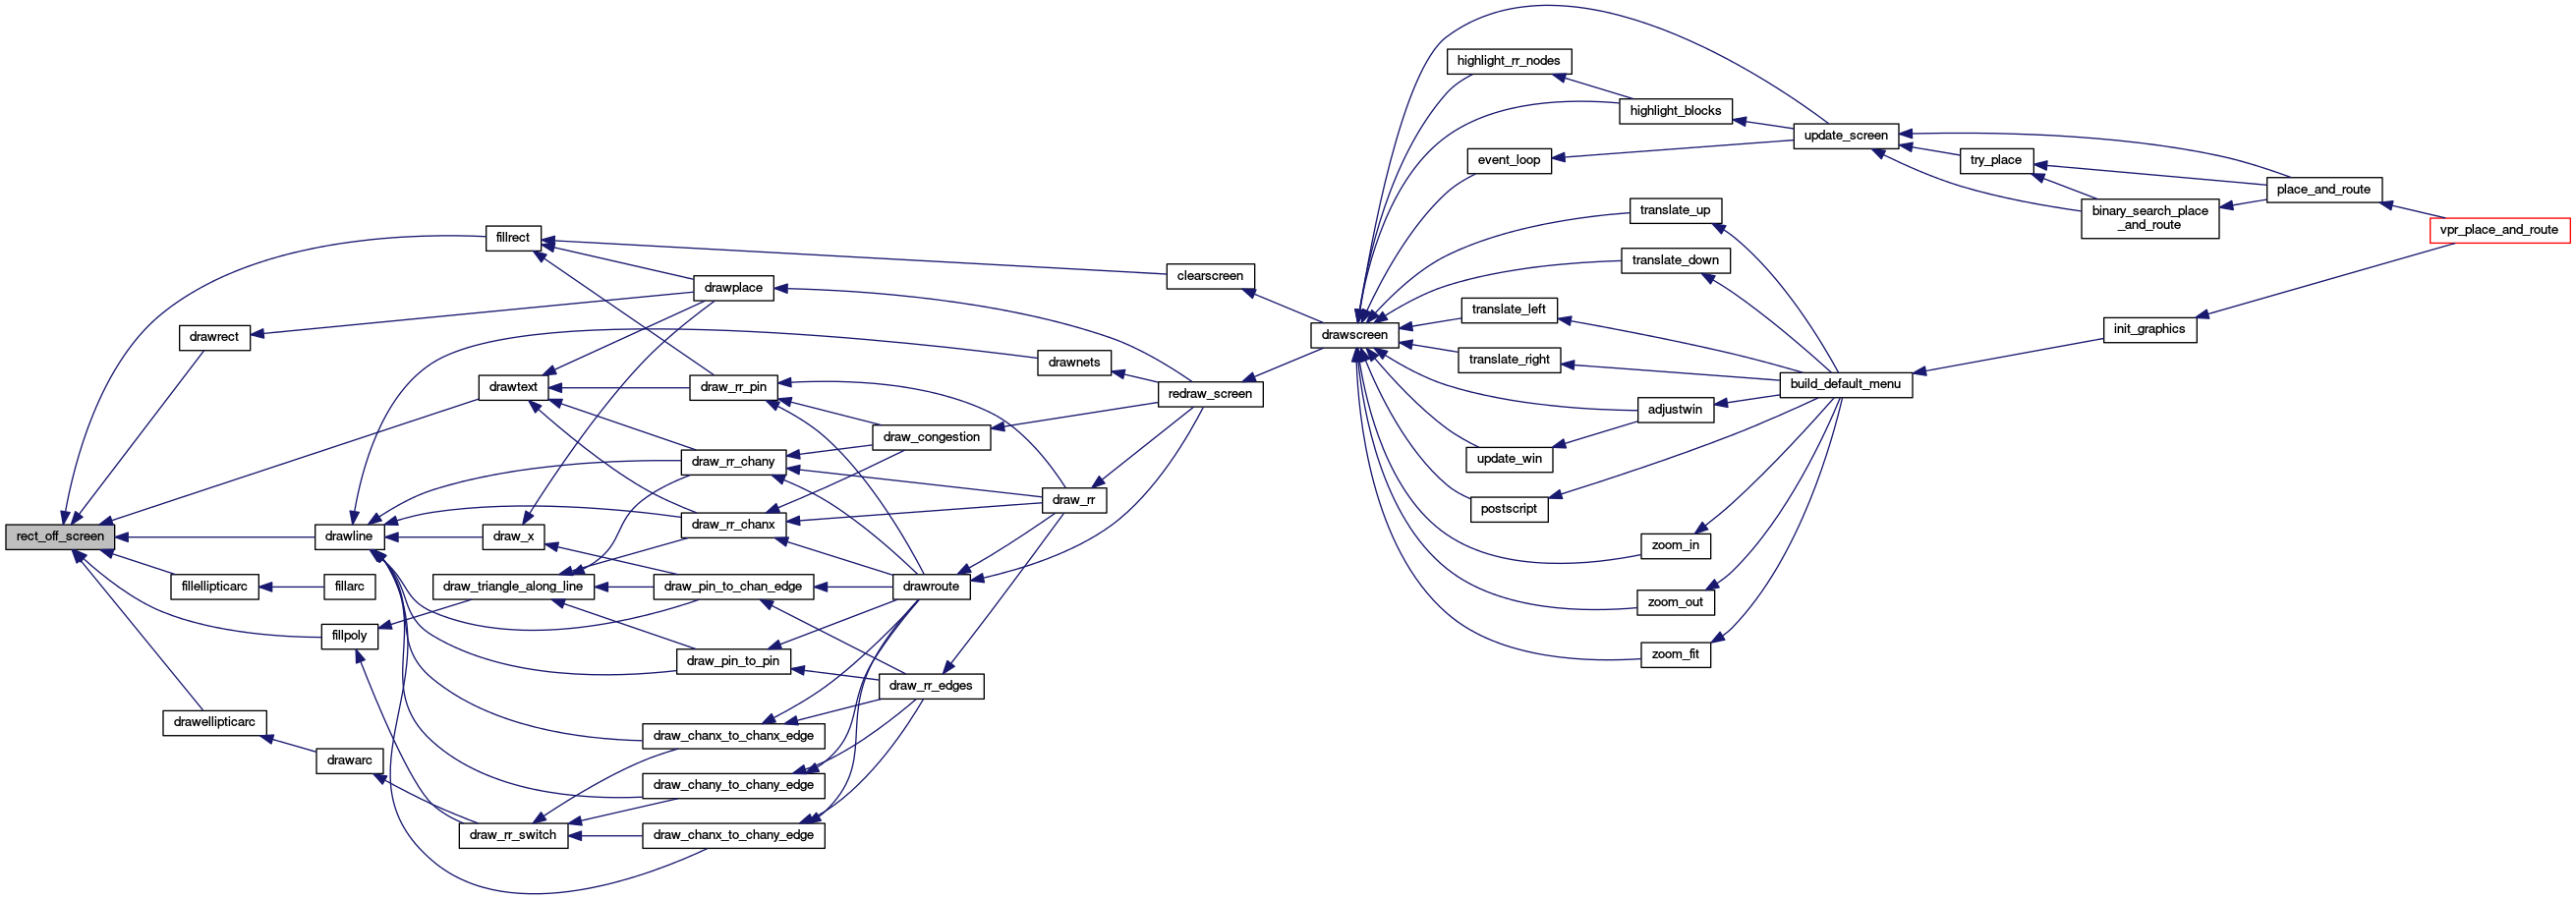 rect_off_screen
fillrect
drawrect
drawtext
drawline
fillellipticarc
fillarc
fillpoly
drawellipticarc
drawarc
draw_x
draw_triangle_along_line
draw_rr_switch
drawplace
draw_rr_pin
draw_rr_chany
draw_rr_chanx
draw_pin_to_chan_edge
draw_pin_to_pin
draw_chanx_to_chanx_edge
draw_chany_to_chany_edge
draw_chanx_to_chany_edge
draw_congestion
drawroute
draw_rr_edges
drawnets
draw_rr
clearscreen
redraw_screen
drawscreen
highlight_rr_nodes
highlight_blocks
event_loop
translate_up
translate_down
translate_left
translate_right
adjustwin
update_win
postscript
zoom_in
zoom_out
zoom_fit
update_screen
build_default_menu
try_place
binary_search_place
_and_route
init_graphics
place_and_route
vpr_place_and_route